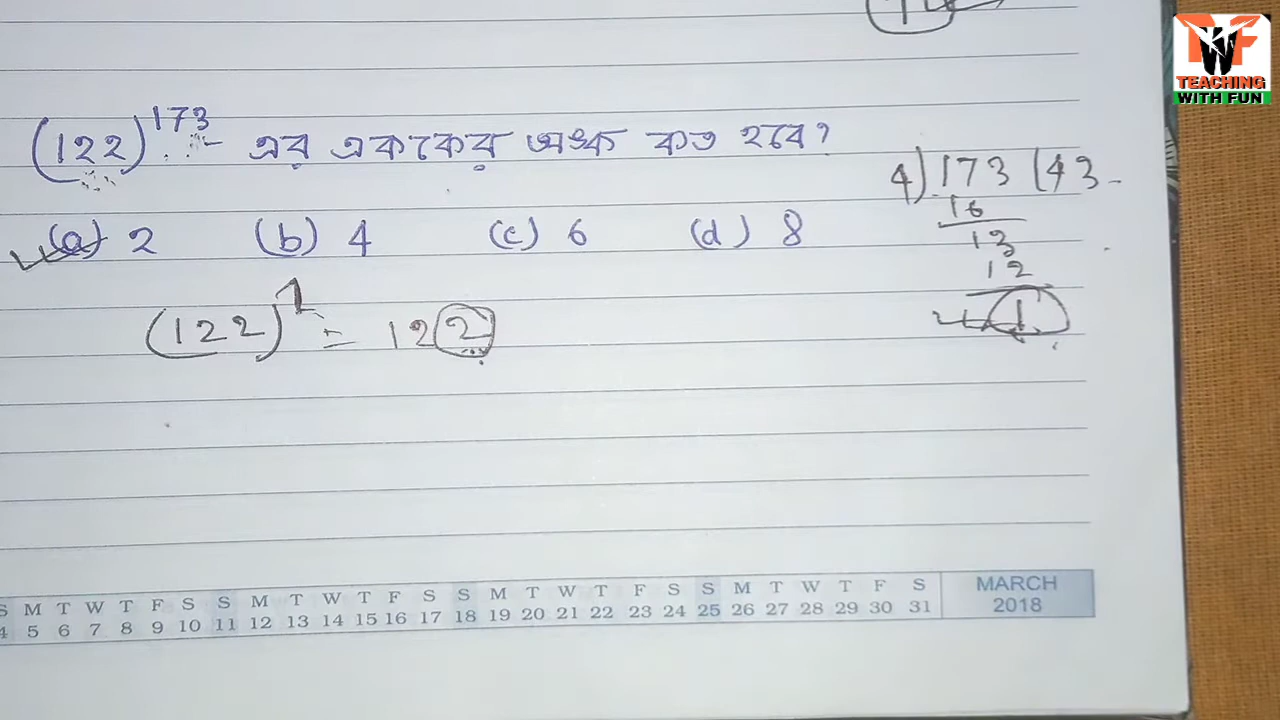 TEACHING
WITH FUN
(122)^173 এর এককের অঙ্ক কত হবে?
(a) 2 (b) 4 (c) 6 (d) 8
4) 173 (43
16
13
12
1
(122)^1 = 122
S M T W T F S S M T W T F S S M T W T F S S M T W T F S MARCH
4 5 6 7 8 9 10 11 12 13 14 15 16 17 18 19 20 21 22 23 24 25 26 27 28 29 30 31 2018